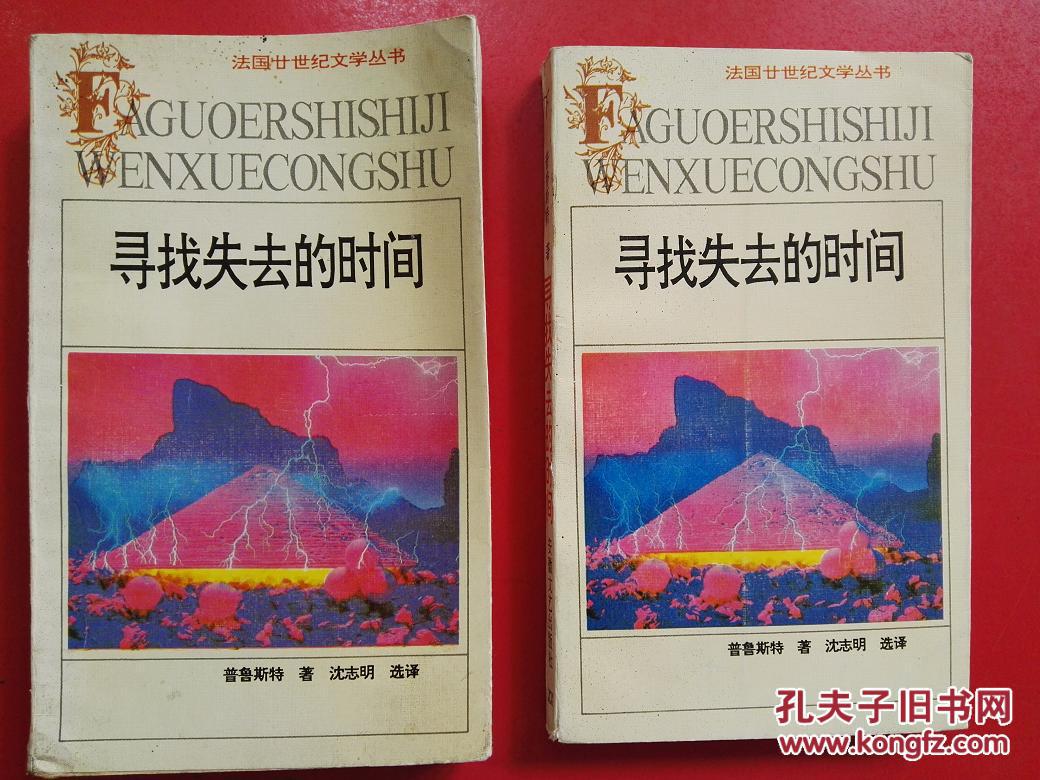 法国廿世纪文学丛书
FAGUOERSHISHIJI
WENXUECONGSHU
寻找失去的时间
普鲁斯特 著 沈志明 选译
法国廿世纪文学丛书
FAGUOERSHISHIJI
WENXUECONGSHU
寻找失去的时间
普鲁斯特 著 沈志明 选译
孔夫子旧书网
www.kongfz.com